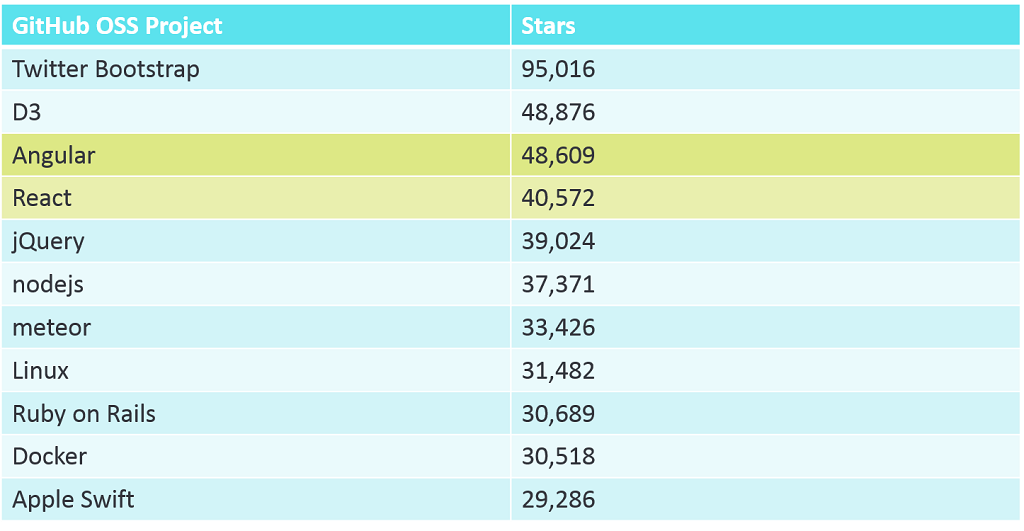 GitHub OSS Project Stars
Twitter Bootstrap 95,016
D3 48,876
Angular 48,609
React 40,572
jQuery 39,024
nodejs 37,371
meteor 33,426
Linux 31,482
Ruby on Rails 30,689
Docker 30,518
Apple Swift 29,286